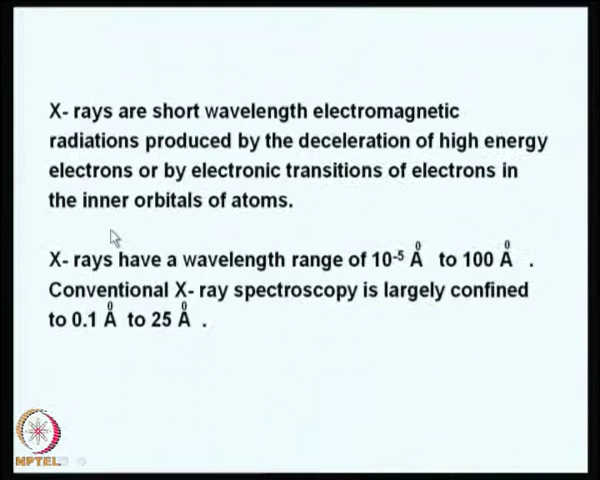 X- rays are short wavelength electromagnetic
radiations produced by the deceleration of high energy
electrons or by electronic transitions of electrons in
the inner orbitals of atoms.
X- rays have a wavelength range of 10⁻⁵ Å to 100 Å .
Conventional X- ray spectroscopy is largely confined
to 0.1 Å to 25 Å .
NPTEL